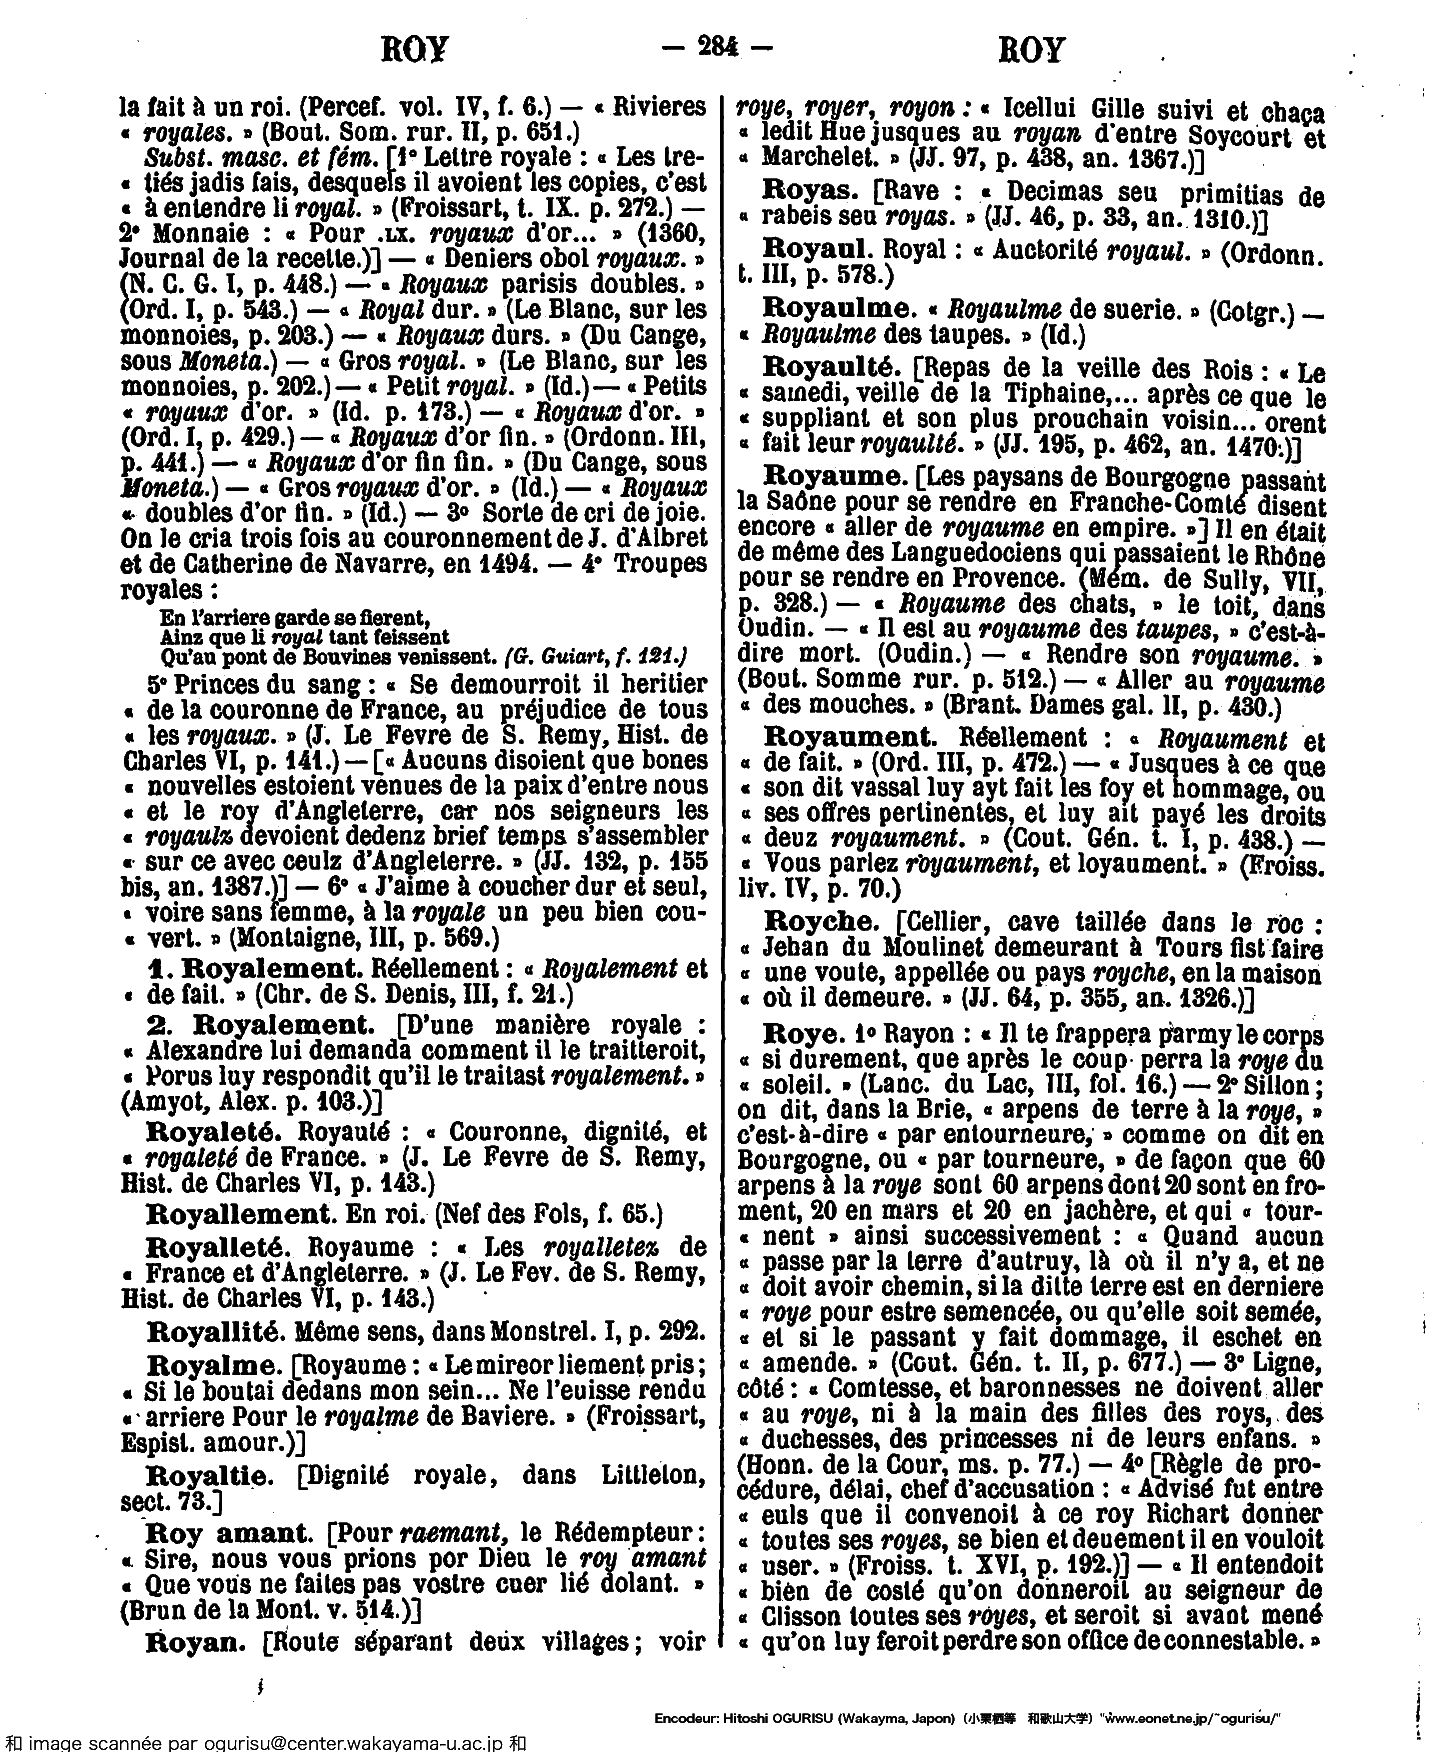 ROY
— 284 —
ROY
la fait à un roi. (Percef. vol. IV, f. 6.) — « Rivieres
« royales. » (Bout. Som. rur. II, p. 651.)
Subst. masc. et fém. [1° Lettre royale : « Les tre-
« tiés jadis fais, desquels il avoient les copies, c'est
« à entendre li royal. » (Froissart, t. IX. p. 272.) —
2° Monnaie : « Pour .LX. royaux d'or... » (1360,
Journal de la recette.)] — « Deniers obol royaux. »
(N. C. G. I, p. 448.) — « Royaux parisis doubles. »
(Ord. I, p. 543.) — « Royal dur. » (Le Blanc, sur les
monnoies, p. 203.) — « Royaux durs. » (Du Cange,
sous Moneta.) — « Gros royal. » (Le Blanc, sur les
monnoies, p. 202.) — « Petit royal. » (Id.) — « Petits
« royaux d'or. » (Id. p. 173.) — « Royaux d'or. »
(Ord. I, p. 429.) — « Royaux d'or fin. » (Ordonn. III,
p. 441.) — « Royaux d'or fin fin. » (Du Cange, sous
Moneta.) — « Gros royaux d'or. » (Id.) — « Royaux
« doubles d'or fin. » (Id.) — 3° Sorte de cri de joie.
On le cria trois fois au couronnement de J. d'Albret
et de Catherine de Navarre, en 1494. — 4° Troupes
royales :
En l'arriere garde se fierent,
Ainz que li royal tant feissent
Qu'au pont de Bouvines venissent. (G. Guiart, f. 121.)
5° Princes du sang : « Se demourroit il heritier
« de la couronne de France, au préjudice de tous
« les royaux. » (J. Le Fevre de S. Remy, Hist. de
Charles VI, p. 141.) — [« Aucuns disoient que bones
« nouvelles estoient venues de la paix d'entre nous
« et le roy d'Angleterre, car nos seigneurs les
« royaulz devoient dedenz brief temps s'assembler
« sur ce avec ceulz d'Angleterre. » (JJ. 132, p. 155
bis, an. 1387.)] — 6° « J'aime à coucher dur et seul,
« voire sans femme, à la royale un peu bien cou-
« vert. » (Montaigne, III, p. 569.)
1. Royalement. Réellement : « Royalement et
« de fait. » (Chr. de S. Denis, III, f. 21.)
2. Royalement. [D'une manière royale :
« Alexandre lui demanda comment il le traitteroit,
« Porus luy respondit qu'il le traitast royalement. »
(Amyot, Alex. p. 103.)]
Royaleté. Royauté : « Couronne, dignité, et
« royaleté de France. » (J. Le Fevre de S. Remy,
Hist. de Charles VI, p. 143.)
Royallement. En roi. (Nef des Fols, f. 65.)
Royalleté. Royaume : « Les royalletez de
« France et d'Angleterre. » (J. Le Fev. de S. Remy,
Hist. de Charles VI, p. 143.)
Royallité. Même sens, dans Monstrel. I, p. 292.
Royalme. [Royaume : « Le mireor liement pris ;
« Si le boutai dedans mon sein... Ne l'euisse rendu
« arriere Pour le royalme de Baviere. » (Froissart,
Espist. amour.)]
Royaltie. [Dignité royale, dans Littleton,
sect. 73.]
Roy amant. [Pour raemant, le Rédempteur :
« Sire, nous vous prions por Dieu le roy amant
« Que vous ne faites pas vostre cuer lié dolant. »
(Brun de la Mont. v. 514.)]
Royan. [Route séparant deux villages ; voir
roye, royer, royon : « Icellui Gille suivi et chaça
« ledit Hue jusques au royan d'entre Soycourt et
« Marchelet. » (JJ. 97, p. 438, an. 1367.)]
Royas. [Rave : « Decimas seu primitias de
« rabeis seu royas. » (JJ. 46, p. 33, an. 1310.)]
Royaul. Royal : « Auctorité royaul. » (Ordonn.
t. III, p. 578.)
Royaulme. « Royaulme de suerie. » (Cotgr.) —
« Royaulme des taupes. » (Id.)
Royaulté. [Repas de la veille des Rois : « Le
« samedi, veille de la Tiphaine,... après ce que le
« suppliant et son plus prouchain voisin... orent
« fait leur royaulté. » (JJ. 195, p. 462, an. 1470.)]
Royaume. [Les paysans de Bourgogne passant
la Saône pour se rendre en Franche-Comté disent
encore « aller de royaume en empire. »] Il en était
de même des Languedociens qui passaient le Rhône
pour se rendre en Provence. (Mém. de Sully, VII,
p. 328.) — « Royaume des chats, » le toit, dans
Oudin. — « Il est au royaume des taupes, » c'est-à-
dire mort. (Oudin.) — « Rendre son royaume. »
(Bout. Somme rur. p. 512.) — « Aller au royaume
« des mouches. » (Brant. Dames gal. II, p. 430.)
Royaument. Réellement : « Royaument et
« de fait. » (Ord. III, p. 472.) — « Jusques à ce que
« son dit vassal luy ayt fait les foy et hommage, ou
« ses offres pertinentes, et luy ait payé les droits
« deuz royaument. » (Cout. Gén. t. I, p. 438.) —
« Vous parlez royaument, et loyaument. » (Froiss.
liv. IV, p. 70.)
Royche. [Cellier, cave taillée dans le roc :
« Jehan du Moulinet demeurant à Tours fist faire
« une voute, appellée ou pays royche, en la maison
« où il demeure. » (JJ. 64, p. 355, an. 1326.)]
Roye. 1° Rayon : « Il te frappera parmy le corps
« si durement, que après le coup perra la roye du
« soleil. » (Lanc. du Lac, III, fol. 16.) — 2° Sillon ;
on dit, dans la Brie, « arpens de terre à la roye, »
c'est-à-dire « par entourneure, » comme on dit en
Bourgogne, ou « par tourneure, » de façon que 60
arpens à la roye sont 60 arpens dont 20 sont en fro-
ment, 20 en mars et 20 en jachère, et qui « tour-
« nent » ainsi successivement : « Quand aucun
« passe par la terre d'autruy, là où il n'y a, et ne
« doit avoir chemin, si la ditte terre est en derniere
« roye pour estre semencée, ou qu'elle soit semée,
« et si le passant y fait dommage, il eschet en
« amende. » (Cout. Gén. t. II, p. 677.) — 3° Ligne,
côté : « Comtesse, et baronnesses ne doivent aller
« au roye, ni à la main des filles des roys, des
« duchesses, des princesses ni de leurs enfans. »
(Honn. de la Cour, ms. p. 77.) — 4° [Règle de pro-
cédure, délai, chef d'accusation : « Advisé fut entre
« euls que il convenoit à ce roy Richart donner
« toutes ses royes, se bien et deuement il en vouloit
« user. » (Froiss. t. XVI, p. 192.)] — « Il entendoit
« bien de costé qu'on donneroit au seigneur de
« Clisson toutes ses royes, et seroit si avant mené
« qu'on luy feroit perdre son office de connestable. »
Encodeur: Hitoshi OGURISU (Wakayma, Japon) (小栗栖等 和歌山大学) "www.eonet.ne.jp/~ogurisu/"
和 image scannée par ogurisu@center.wakayama-u.ac.jp 和